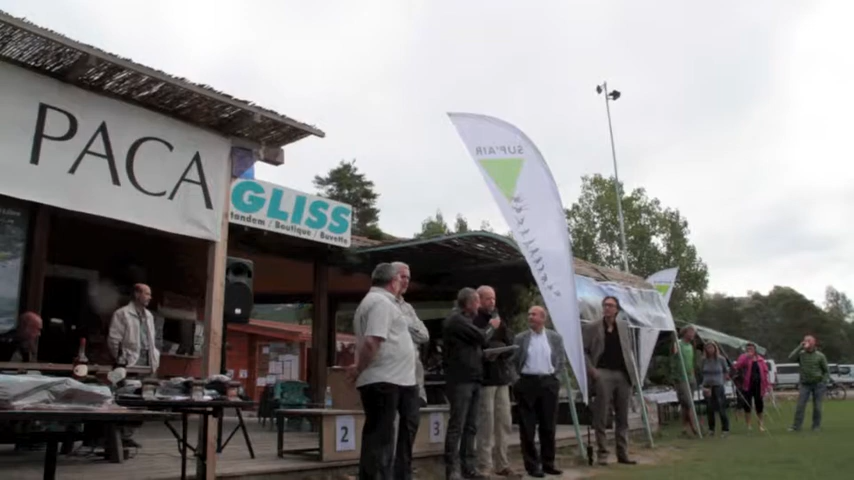 PACA
GLISS
tandem / Boutique / Buvette
SUP'AIR
2
3